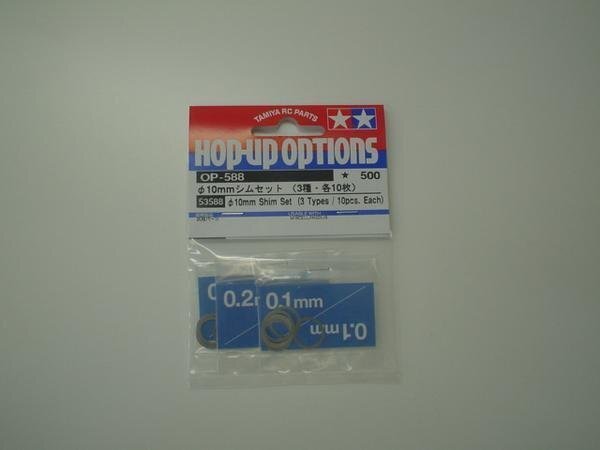 TAMIYA RC PARTS
HOP-UP OPTIONS
OP-588 ★ 500
φ10mmシムセット (3種・各10枚)
53588 φ10mm Shim Set (3 Types / 10pcs. Each)
USABLE WITH
0.2
0.1mm
0.1mm